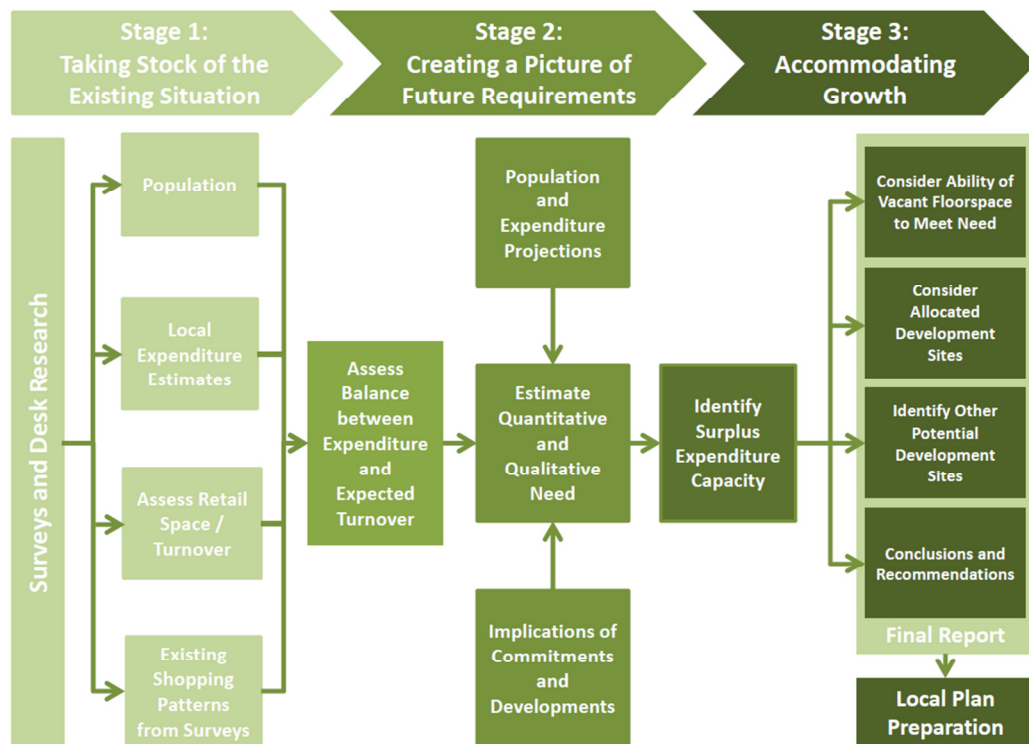 Stage 1:
Taking Stock of the
Existing Situation
Stage 2:
Creating a Picture of
Future Requirements
Stage 3:
Accommodating
Growth
Surveys and Desk Research
Population
Local
Expenditure
Estimates
Assess Retail
Space /
Turnover
Existing
Shopping
Patterns
from Surveys
Assess
Balance
between
Expenditure
and
Expected
Turnover
Population
and
Expenditure
Projections
Estimate
Quantitative
and
Qualitative
Need
Implications of
Commitments
and
Developments
Identify
Surplus
Expenditure
Capacity
Consider Ability of
Vacant Floorspace
to Meet Need
Consider
Allocated
Development
Sites
Identify Other
Potential
Development
Sites
Conclusions and
Recommendations
Final Report
Local Plan
Preparation